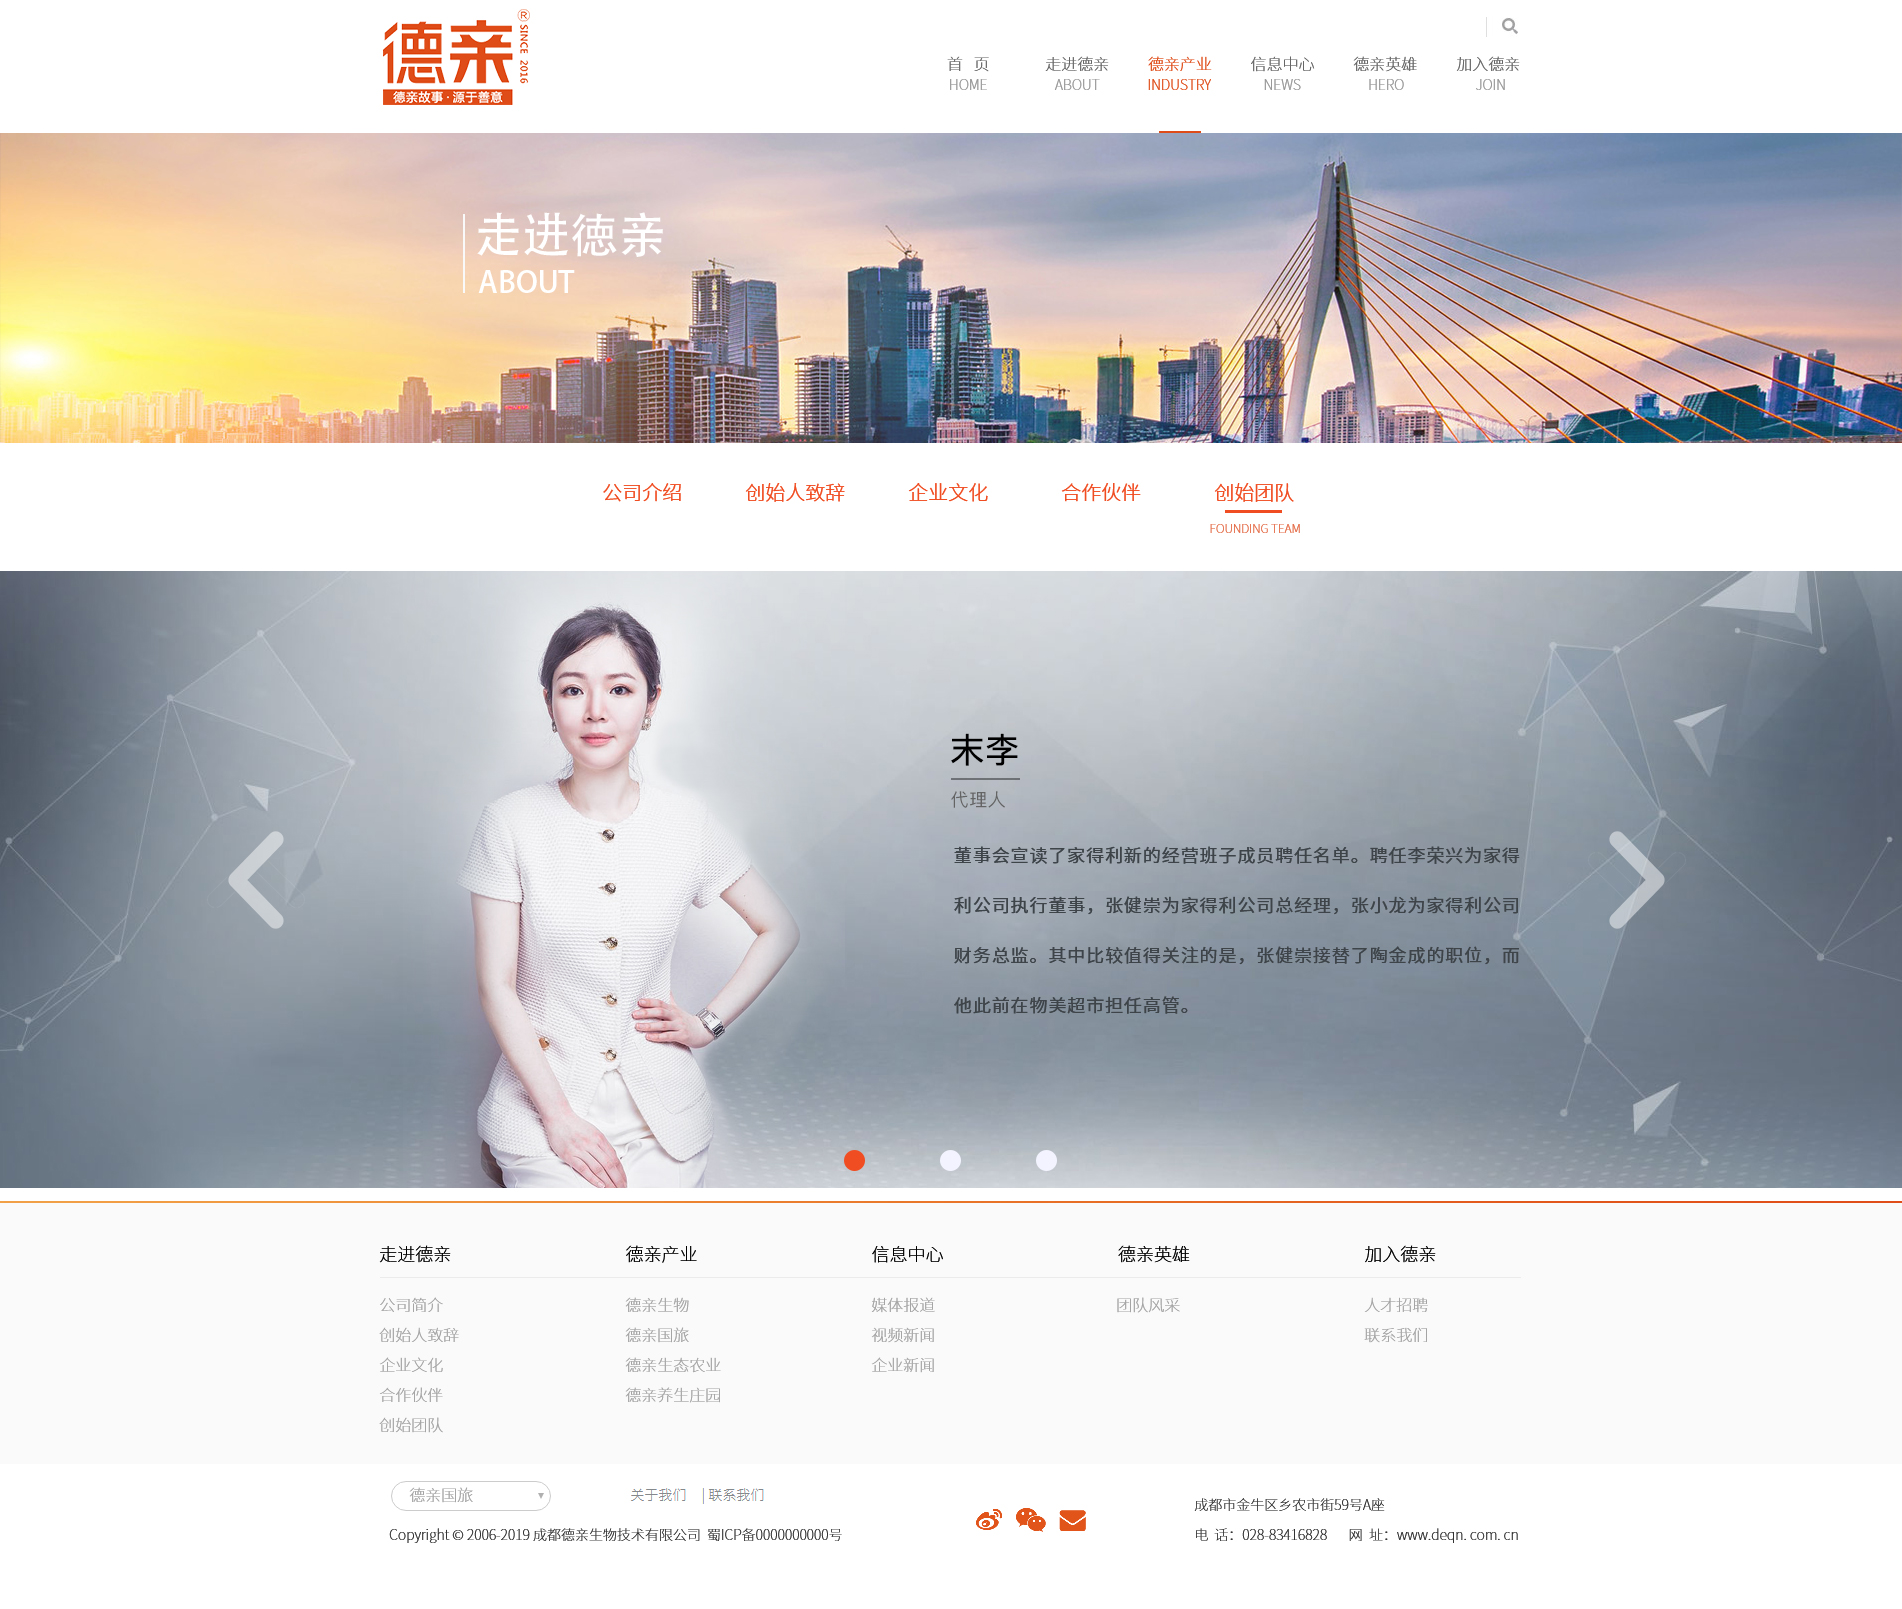 德亲
®
SINCE 2016
德亲故事·源于善意
首 页 走进德亲 德亲产业 信息中心 德亲英雄 加入德亲
HOME ABOUT INDUSTRY NEWS HERO JOIN
走进德亲
ABOUT
公司介绍 创始人致辞 企业文化 合作伙伴 创始团队
FOUNDING TEAM
末李
代理人
董事会宣读了家得利新的经营班子成员聘任名单。聘任李荣兴为家得
利公司执行董事，张健崇为家得利公司总经理，张小龙为家得利公司
财务总监。其中比较值得关注的是，张健崇接替了陶金成的职位，而
他此前在物美超市担任高管。
走进德亲 德亲产业 信息中心 德亲英雄 加入德亲
公司简介 德亲生物 媒体报道 团队风采 人才招聘
创始人致辞 德亲国旅 视频新闻 联系我们
企业文化 德亲生态农业 企业新闻
合作伙伴 德亲养生庄园
创始团队
德亲国旅 ▾ 关于我们 | 联系我们
成都市金牛区乡农市街59号A座
Copyright © 2006-2019 成都德亲生物技术有限公司 蜀ICP备0000000000号
电 话：028-83416828 网 址：www.deqn.com.cn